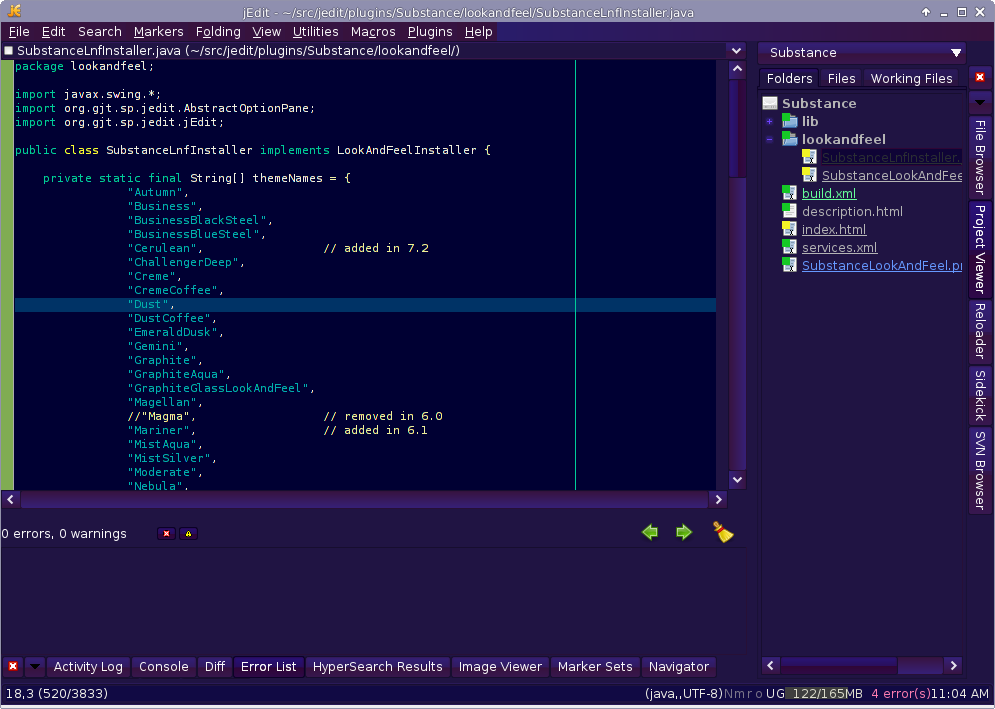 jEdit - ~/src/jedit/plugins/Substance/lookandfeel/SubstanceLnfInstaller.java
File Edit Search Markers Folding View Utilities Macros Plugins Help
SubstanceLnfInstaller.java (~/src/jedit/plugins/Substance/lookandfeel/)
package lookandfeel;
import javax.swing.*;
import org.gjt.sp.jedit.AbstractOptionPane;
import org.gjt.sp.jedit.jEdit;
public class SubstanceLnfInstaller implements LookAndFeelInstaller {
private static final String[] themeNames = {
"Autumn",
"Business",
"BusinessBlackSteel",
"BusinessBlueSteel",
"Cerulean", // added in 7.2
"ChallengerDeep",
"Creme",
"CremeCoffee",
"Dust",
"DustCoffee",
"EmeraldDusk",
"Gemini",
"Graphite",
"GraphiteAqua",
"GraphiteGlassLookAndFeel",
"Magellan",
//"Magma", // removed in 6.0
"Mariner", // added in 6.1
"MistAqua",
"MistSilver",
"Moderate",
"Nebula",
Substance
Folders Files Working Files
Substance
lib
lookandfeel
SubstanceLnfInstaller.
SubstanceLookAndFee
build.xml
description.html
index.html
services.xml
SubstanceLookAndFeel.pr
File Browser
Project Viewer
Reloader
Sidekick
SVN Browser
0 errors, 0 warnings
Activity Log Console Diff Error List HyperSearch Results Image Viewer Marker Sets Navigator
18,3 (520/3833) (java,,UTF-8)Nmro UG 122/165MB 4 error(s)11:04 AM